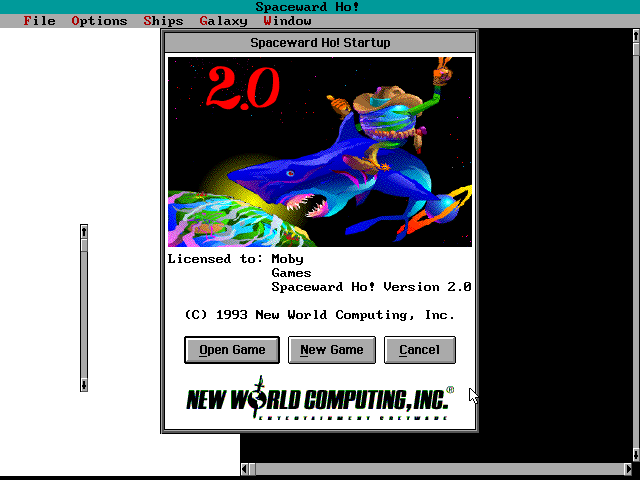 Spaceward Ho!
File Options Ships Galaxy Window
Spaceward Ho! Startup
2.0
Licensed to: Moby
Games
Spaceward Ho! Version 2.0
(C) 1993 New World Computing, Inc.
Open Game New Game Cancel
NEW WORLD COMPUTING, INC.®
ENTERTAINMENT SOFTWARE